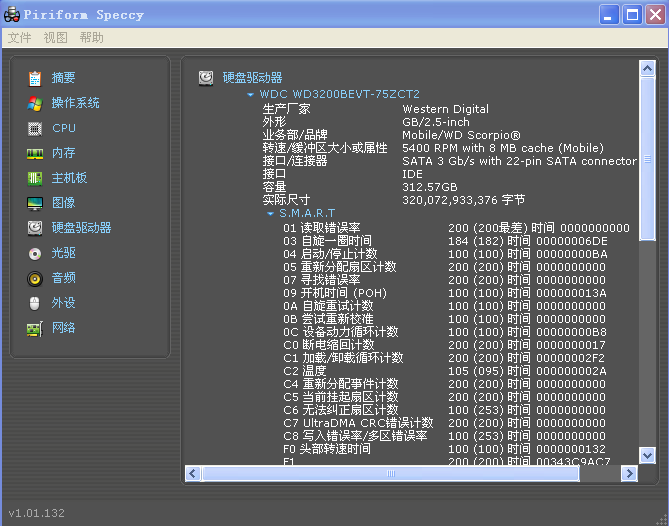 Piriform Speccy
文件 视图 帮助
摘要
操作系统
CPU
内存
主机板
图像
硬盘驱动器
光驱
音频
外设
网络
硬盘驱动器
WDC WD3200BEVT-75ZCT2
生产厂家 Western Digital
外形 GB/2.5-inch
业务部/品牌 Mobile/WD Scorpio®
转速/缓冲区大小或属性 5400 RPM with 8 MB cache (Mobile)
接口/连接器 SATA 3 Gb/s with 22-pin SATA connector
接口 IDE
容量 312.57GB
实际尺寸 320,072,933,376 字节
S.M.A.R.T
01 读取错误率 200 (200最差) 时间 0000000000
03 自旋一圈时间 184 (182) 时间 00000006DE
04 启动/停止计数 100 (100) 时间 00000000BA
05 重新分配扇区计数 200 (200) 时间 0000000000
07 寻找错误率 200 (200) 时间 0000000000
09 开机时间 (POH) 100 (100) 时间 000000013A
0A 自旋重试计数 100 (100) 时间 0000000000
0B 尝试重新校准 100 (100) 时间 0000000000
0C 设备动力循环计数 100 (100) 时间 00000000B8
C0 断电缩回计数 200 (200) 时间 0000000017
C1 加载/卸载循环计数 200 (200) 时间 00000002F2
C2 温度 105 (095) 时间 000000002A
C4 重新分配事件计数 200 (200) 时间 0000000000
C5 当前挂起扇区计数 200 (200) 时间 0000000000
C6 无法纠正扇区计数 100 (253) 时间 0000000000
C7 UltraDMA CRC错误计数 200 (200) 时间 0000000000
C8 写入错误率/多区错误率 100 (253) 时间 0000000000
F0 头部转速时间 100 (100) 时间 0000000132
F1 200 (200) 时间 00343C9AC7
v1.01.132